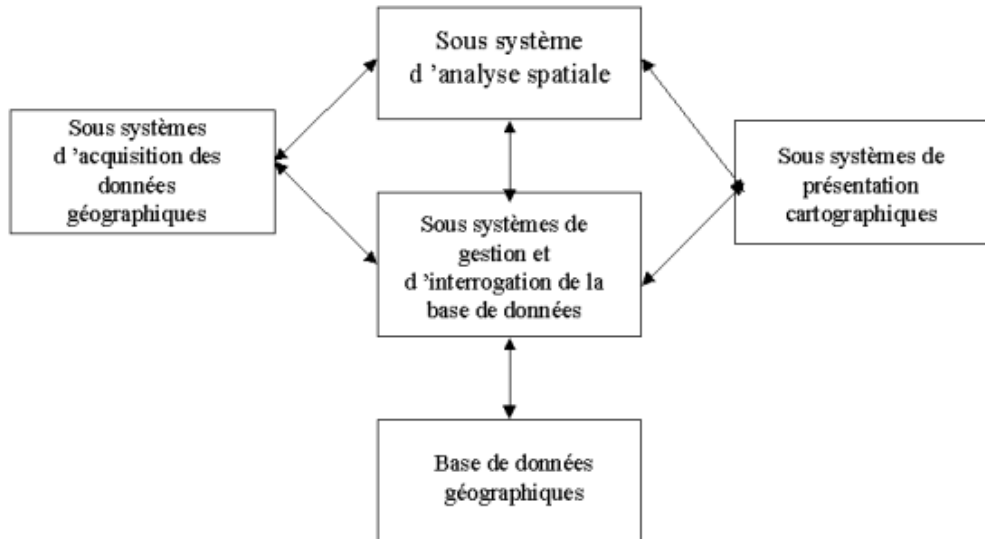 Sous système
d ’analyse spatiale
Sous systèmes
d ’acquisition des
données
géographiques
Sous systèmes de
présentation
cartographiques
Sous systèmes de
gestion et
d ’interrogation de la
base de données
Base de données
géographiques